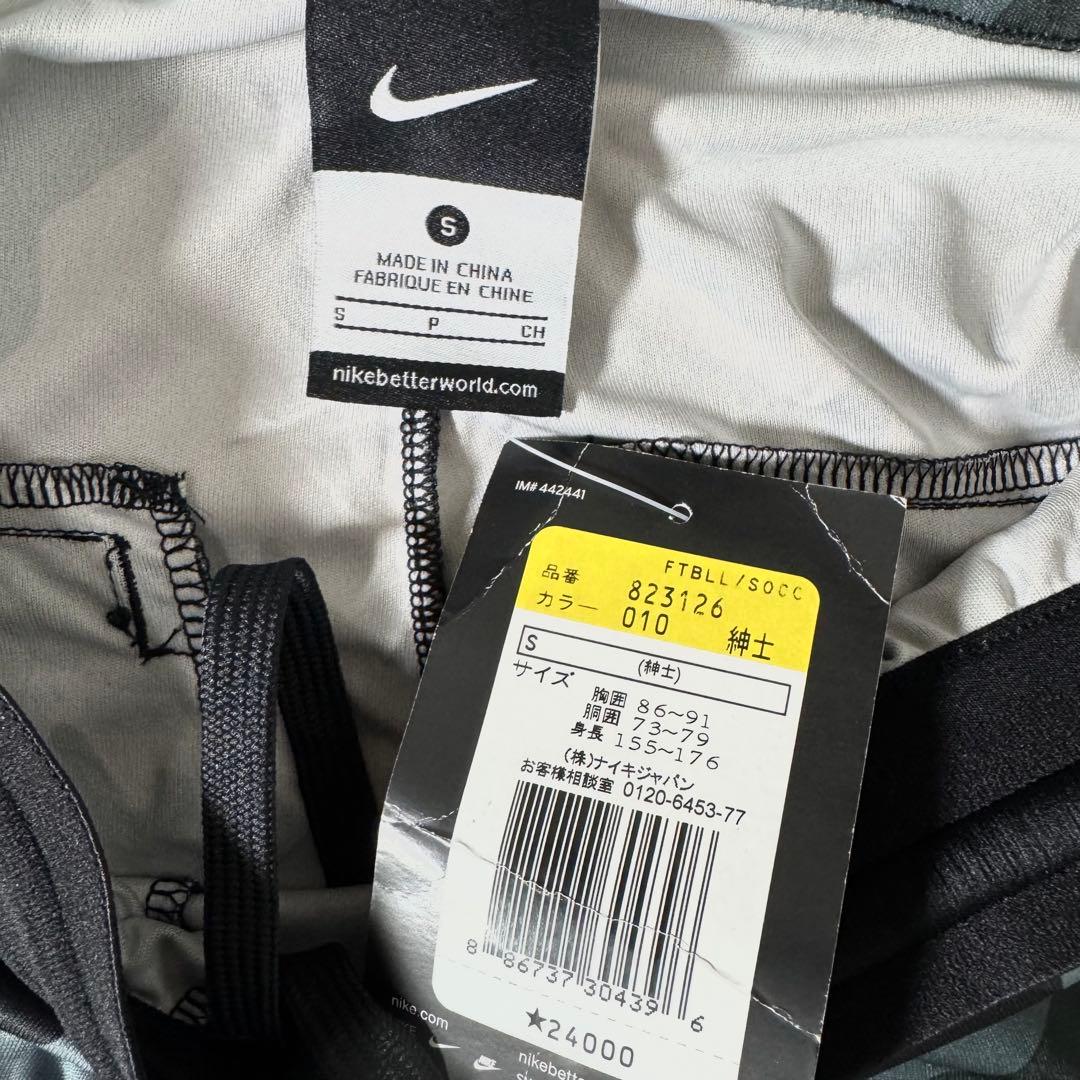 S
MADE IN CHINA
FABRIQUE EN CHINE
S P CH
nikebetterworld.com
IM# 442441
FTBLL/SOCC
品番 823126
カラー 010 紳士
S (紳士)
サイズ
胸囲 86~91
胴囲 73~79
身長 155~176
(株)ナイキジャパン
お客様相談室 0120-6453-77
8 86737 30439 6
★24000
nike.com
nikebette